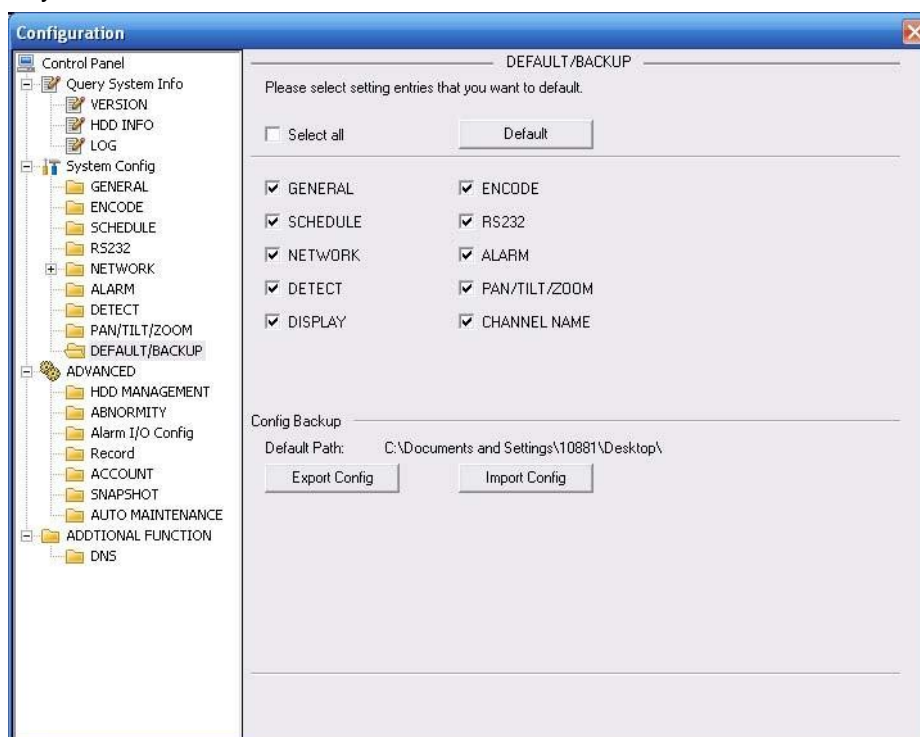 Configuration
Control Panel
Query System Info
VERSION
HDD INFO
LOG
System Config
GENERAL
ENCODE
SCHEDULE
RS232
NETWORK
ALARM
DETECT
PAN/TILT/ZOOM
DEFAULT/BACKUP
ADVANCED
HDD MANAGEMENT
ABNORMITY
Alarm I/O Config
Record
ACCOUNT
SNAPSHOT
AUTO MAINTENANCE
ADDTIONAL FUNCTION
DNS
DEFAULT/BACKUP
Please select setting entries that you want to default.
Select all Default
GENERAL ENCODE
SCHEDULE RS232
NETWORK ALARM
DETECT PAN/TILT/ZOOM
DISPLAY CHANNEL NAME
Config Backup
Default Path: C:\Documents and Settings\10881\Desktop\
Export Config Import Config